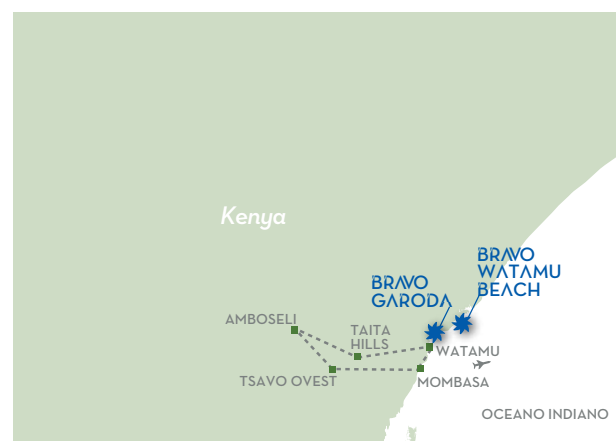 Kenya
BRAVO
WATAMU
BEACH
BRAVO
GARODA
AMBOSELI
TAITA
HILLS
WATAMU
TSAVO OVEST
MOMBASA
OCEANO INDIANO